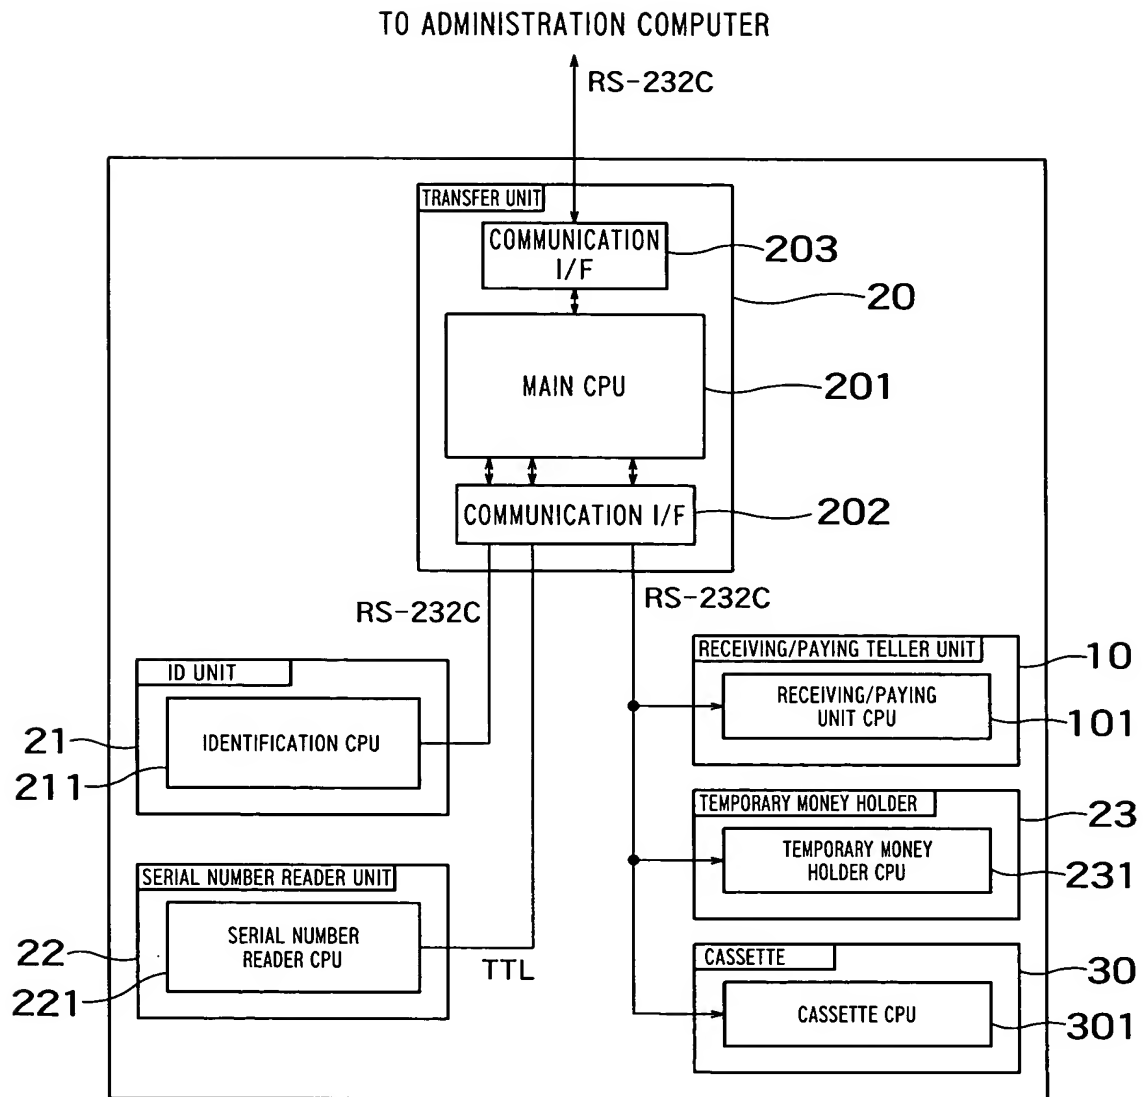 TO ADMINISTRATION COMPUTER
RS-232C
TRANSFER UNIT
COMMUNICATION
I/F
203
20
MAIN CPU
201
COMMUNICATION I/F
202
RS-232C
RS-232C
ID UNIT
IDENTIFICATION CPU
21
211
SERIAL NUMBER READER UNIT
SERIAL NUMBER
READER CPU
22
221
TTL
RECEIVING/PAYING TELLER UNIT
10
RECEIVING/PAYING
UNIT CPU
101
TEMPORARY MONEY HOLDER
23
TEMPORARY MONEY
HOLDER CPU
231
CASSETTE
30
CASSETTE CPU
301